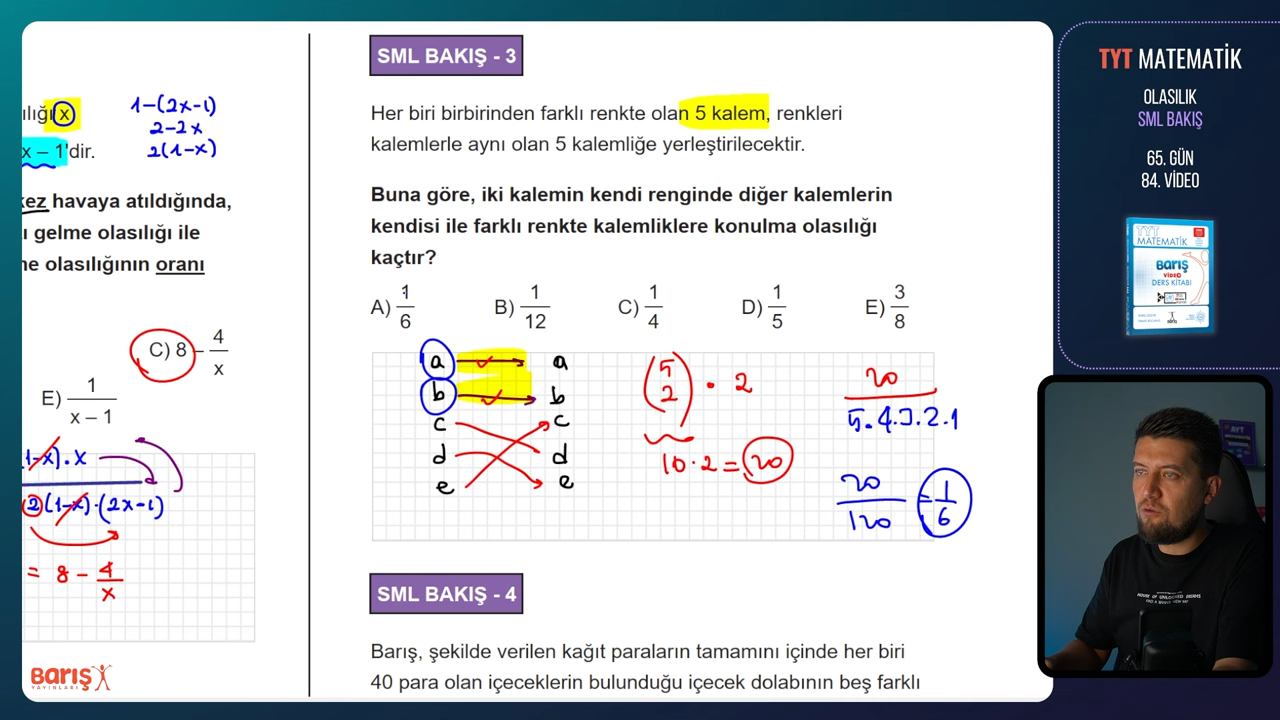 ılığı x
x – 1'dir.
1-(2x-1)
2-2x
2(1-x)
kez havaya atıldığında,
ı gelme olasılığı ile
ne olasılığının oranı
C) 8 – 4/x
E) 1/(x – 1)
(1-x).x
2(1-x).(2x-1)
= 8 - 4/x
Barış
YAYINLARI
SML BAKIŞ - 3
Her biri birbirinden farklı renkte olan 5 kalem, renkleri
kalemlerle aynı olan 5 kalemliğe yerleştirilecektir.
Buna göre, iki kalemin kendi renginde diğer kalemlerin
kendisi ile farklı renkte kalemliklere konulma olasılığı
kaçtır?
A) 1/6 B) 1/12 C) 1/4 D) 1/5 E) 3/8
a a
b b
c c
d d
e e
(5 2) . 2
10.2 = 20
20
5.4.3.2.1
20/120 = 1/6
SML BAKIŞ - 4
Barış, şekilde verilen kağıt paraların tamamını içinde her biri
40 para olan içeceklerin bulunduğu içecek dolabının beş farklı
TYT MATEMATİK
OLASILIK
SML BAKIŞ
65. GÜN
84. VİDEO
TYT
MATEMATİK
Barış
VİDEO
DERS KİTABI